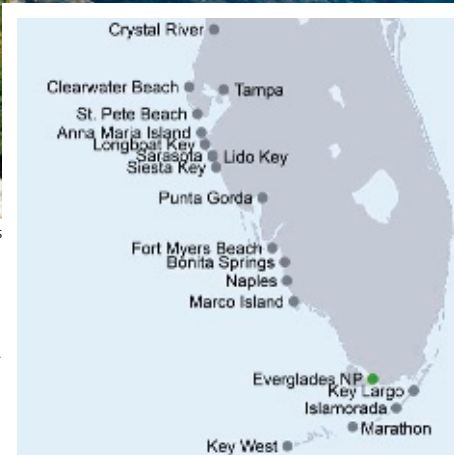 Crystal River
Clearwater Beach
Tampa
St. Pete Beach
Anna Maria Island
Longboat Key
Sarasota
Lido Key
Siesta Key
Punta Gorda
Fort Myers Beach
Bonita Springs
Naples
Marco Island
Everglades NP
Key Largo
Islamorada
Marathon
Key West